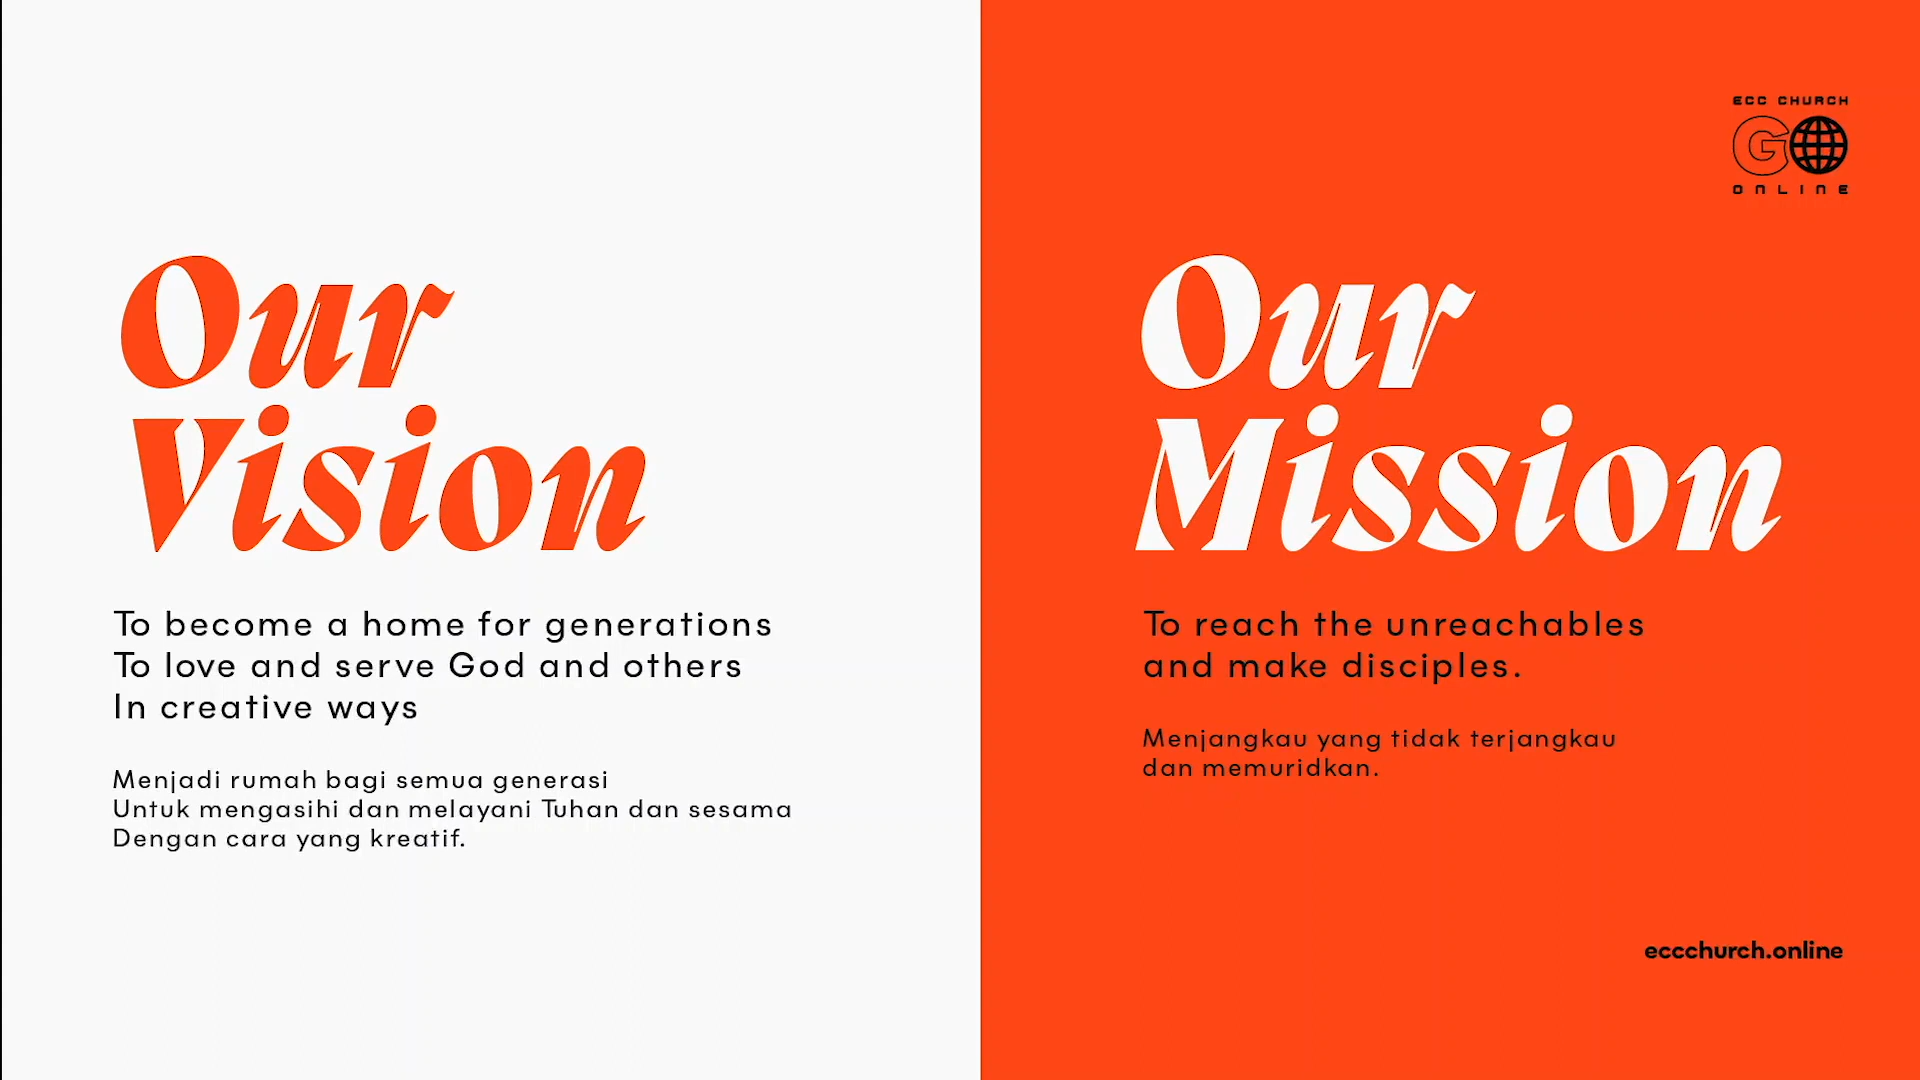 Our
Vision
To become a home for generations
To love and serve God and others
In creative ways
Menjadi rumah bagi semua generasi
Untuk mengasihi dan melayani Tuhan dan sesama
Dengan cara yang kreatif.
ECC CHURCH
GO
ONLINE
Our
Mission
To reach the unreachables
and make disciples.
Menjangkau yang tidak terjangkau
dan memuridkan.
eccchurch.online